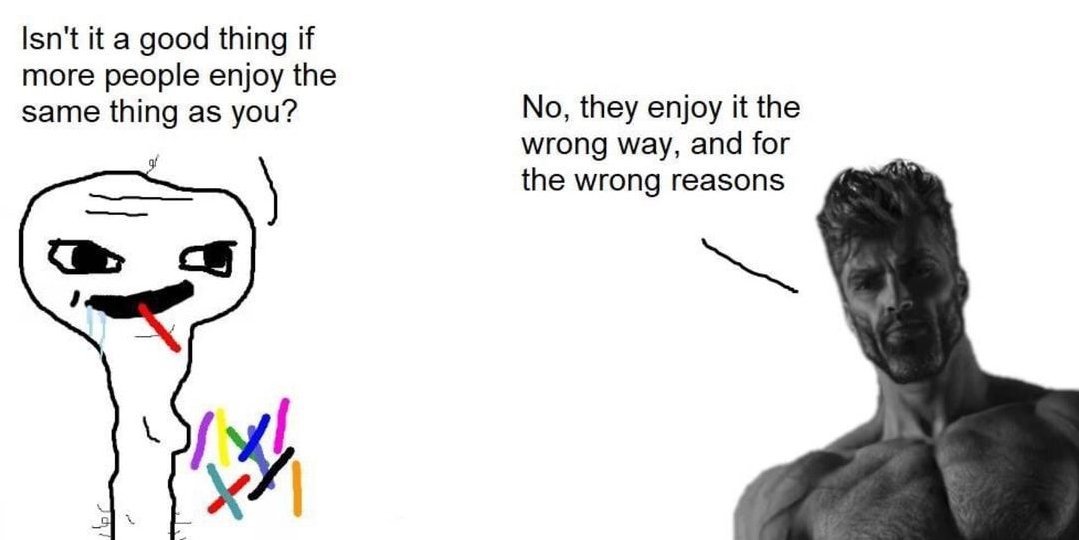 Isn't it a good thing if
more people enjoy the
same thing as you?
No, they enjoy it the
wrong way, and for
the wrong reasons